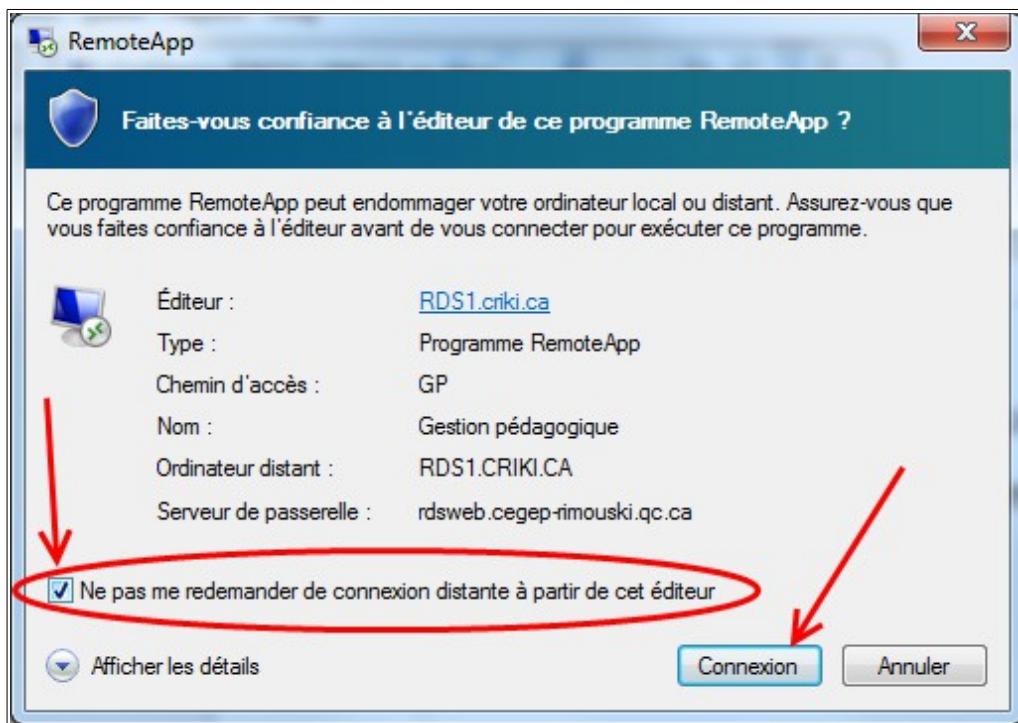 RemoteApp
Faites-vous confiance à l'éditeur de ce programme RemoteApp ?
Ce programme RemoteApp peut endommager votre ordinateur local ou distant. Assurez-vous que
vous faites confiance à l'éditeur avant de vous connecter pour exécuter ce programme.
Éditeur : RDS1.criki.ca
Type : Programme RemoteApp
Chemin d'accès : GP
Nom : Gestion pédagogique
Ordinateur distant : RDS1.CRIKI.CA
Serveur de passerelle : rdsweb.cegep-rimouski.qc.ca
Ne pas me redemander de connexion distante à partir de cet éditeur
Afficher les détails Connexion Annuler